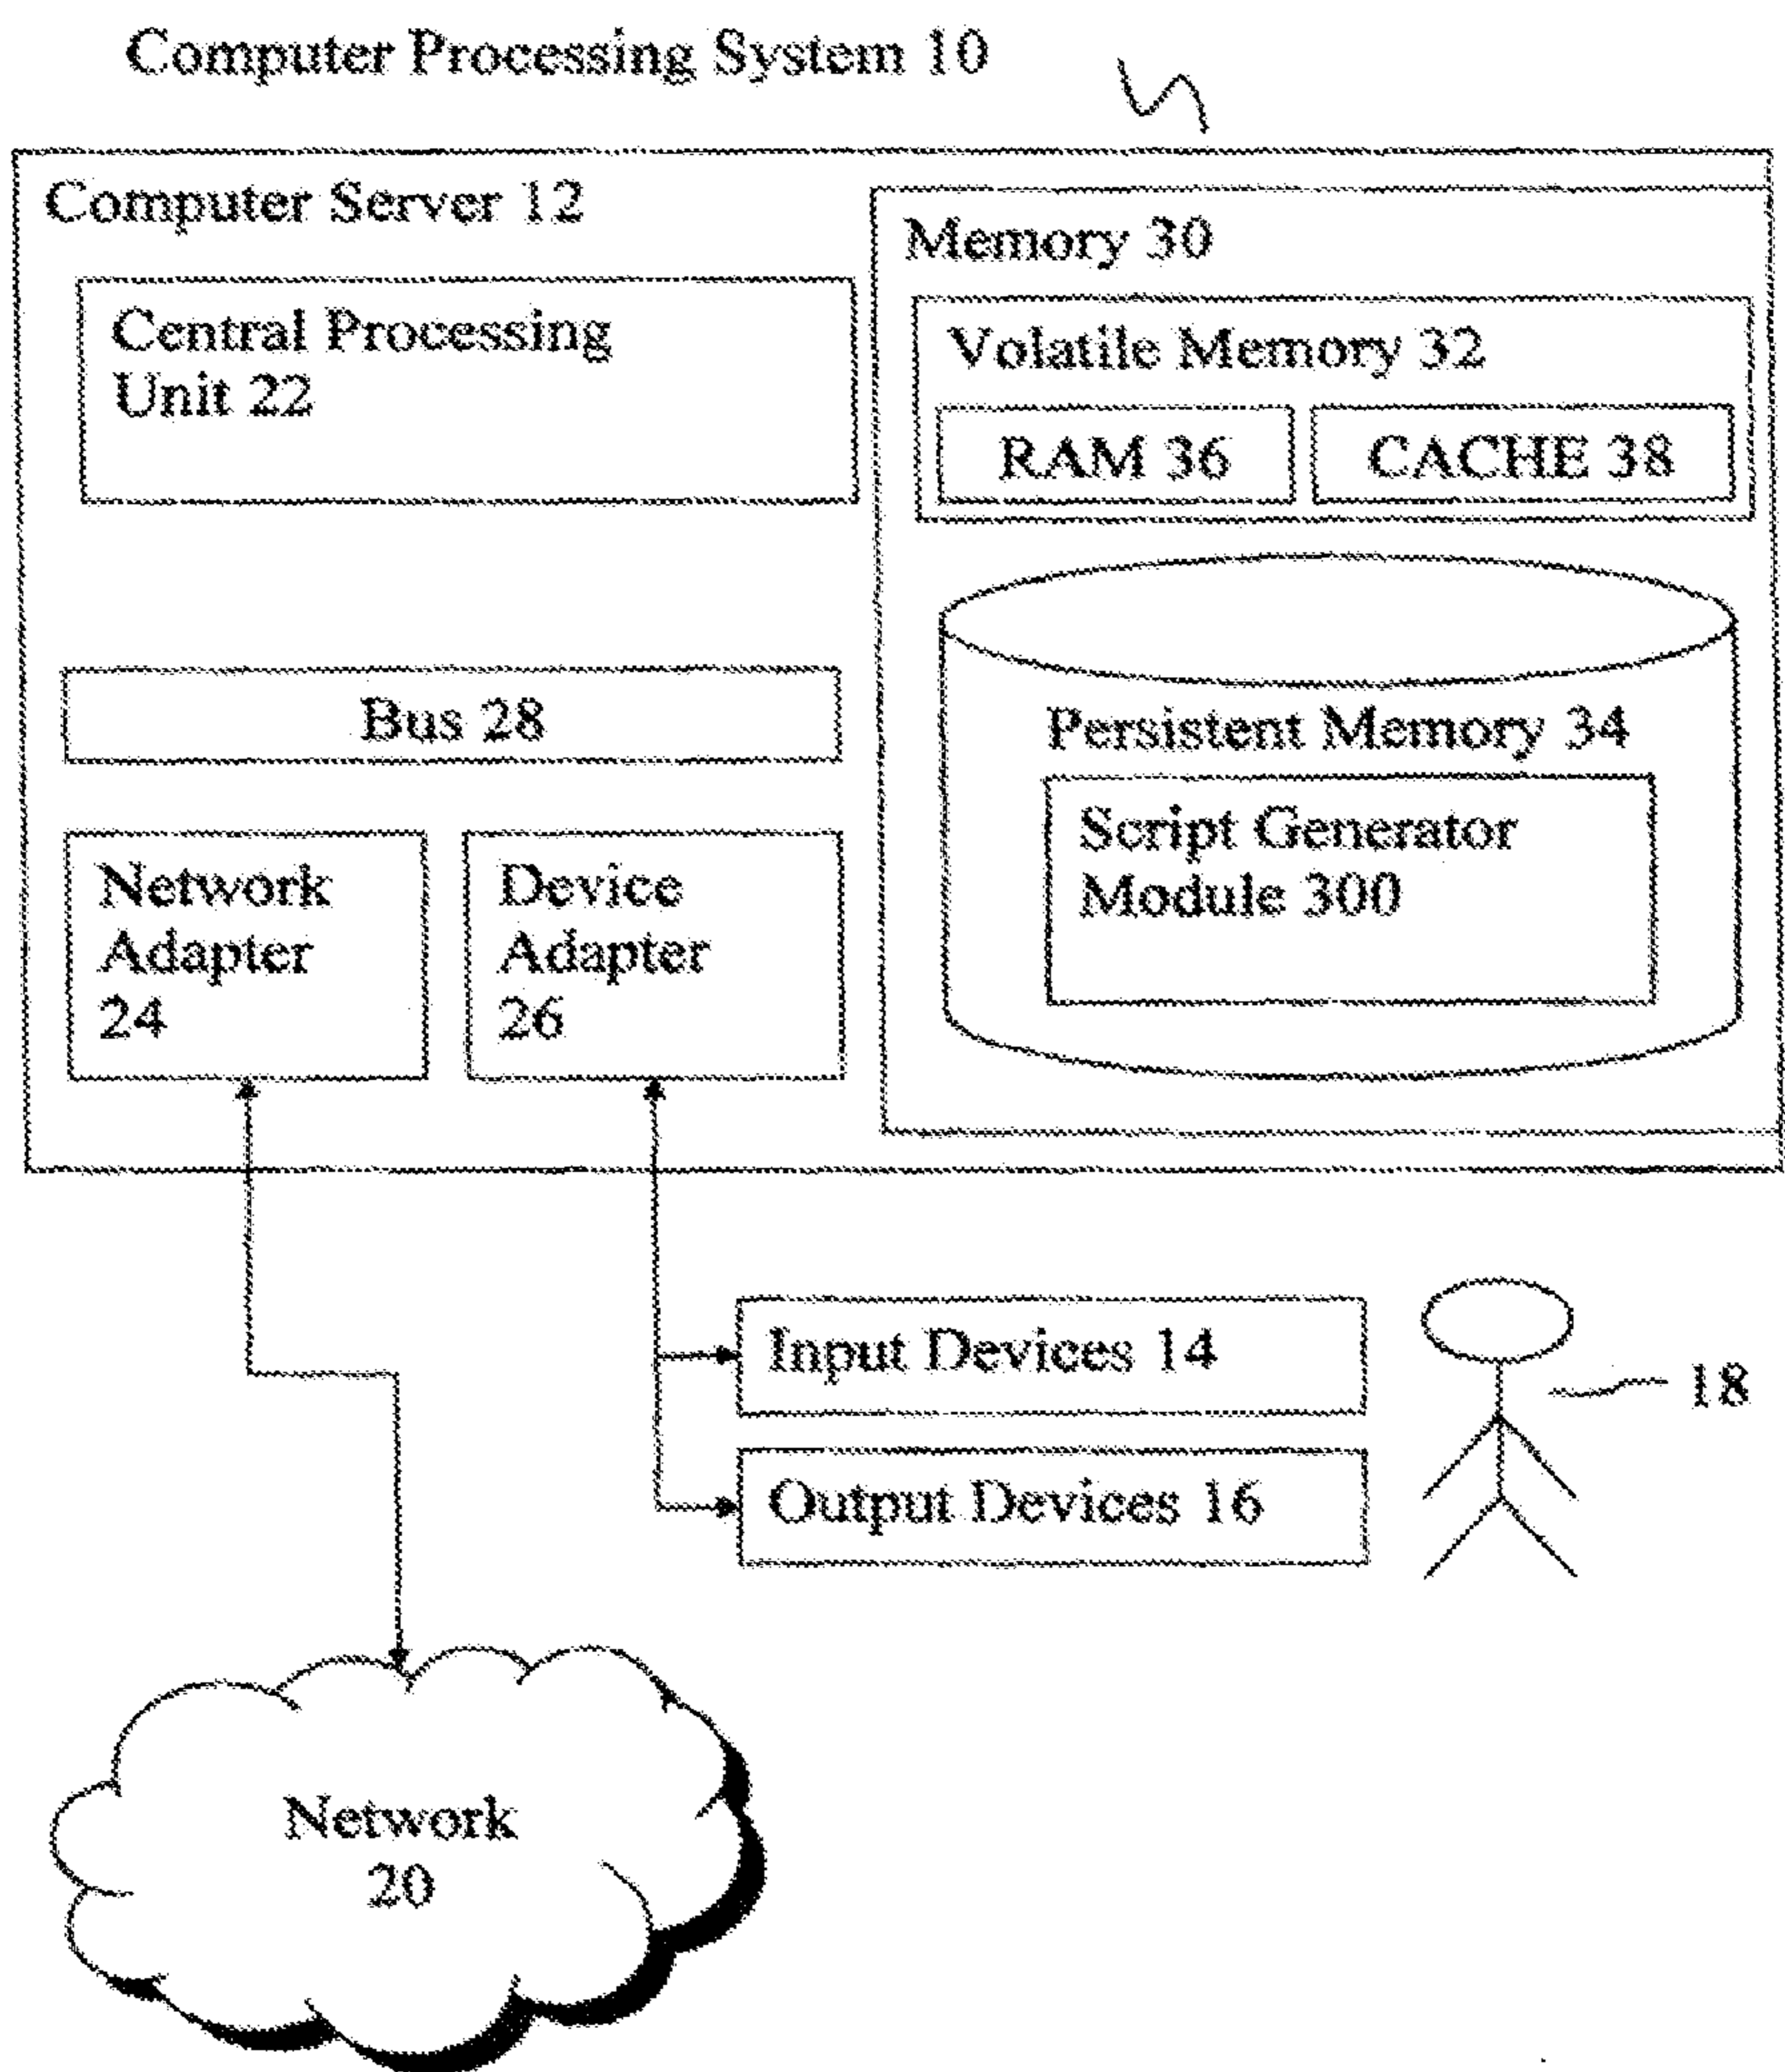 Computer Processing System 10
Computer Server 12
Central Processing
Unit 22
Bus 28
Network
Adapter
24
Device
Adapter
26
Memory 30
Volatile Memory 32
RAM 36
CACHE 38
Persistent Memory 34
Script Generator
Module 300
Input Devices 14
Output Devices 16
18
Network
20